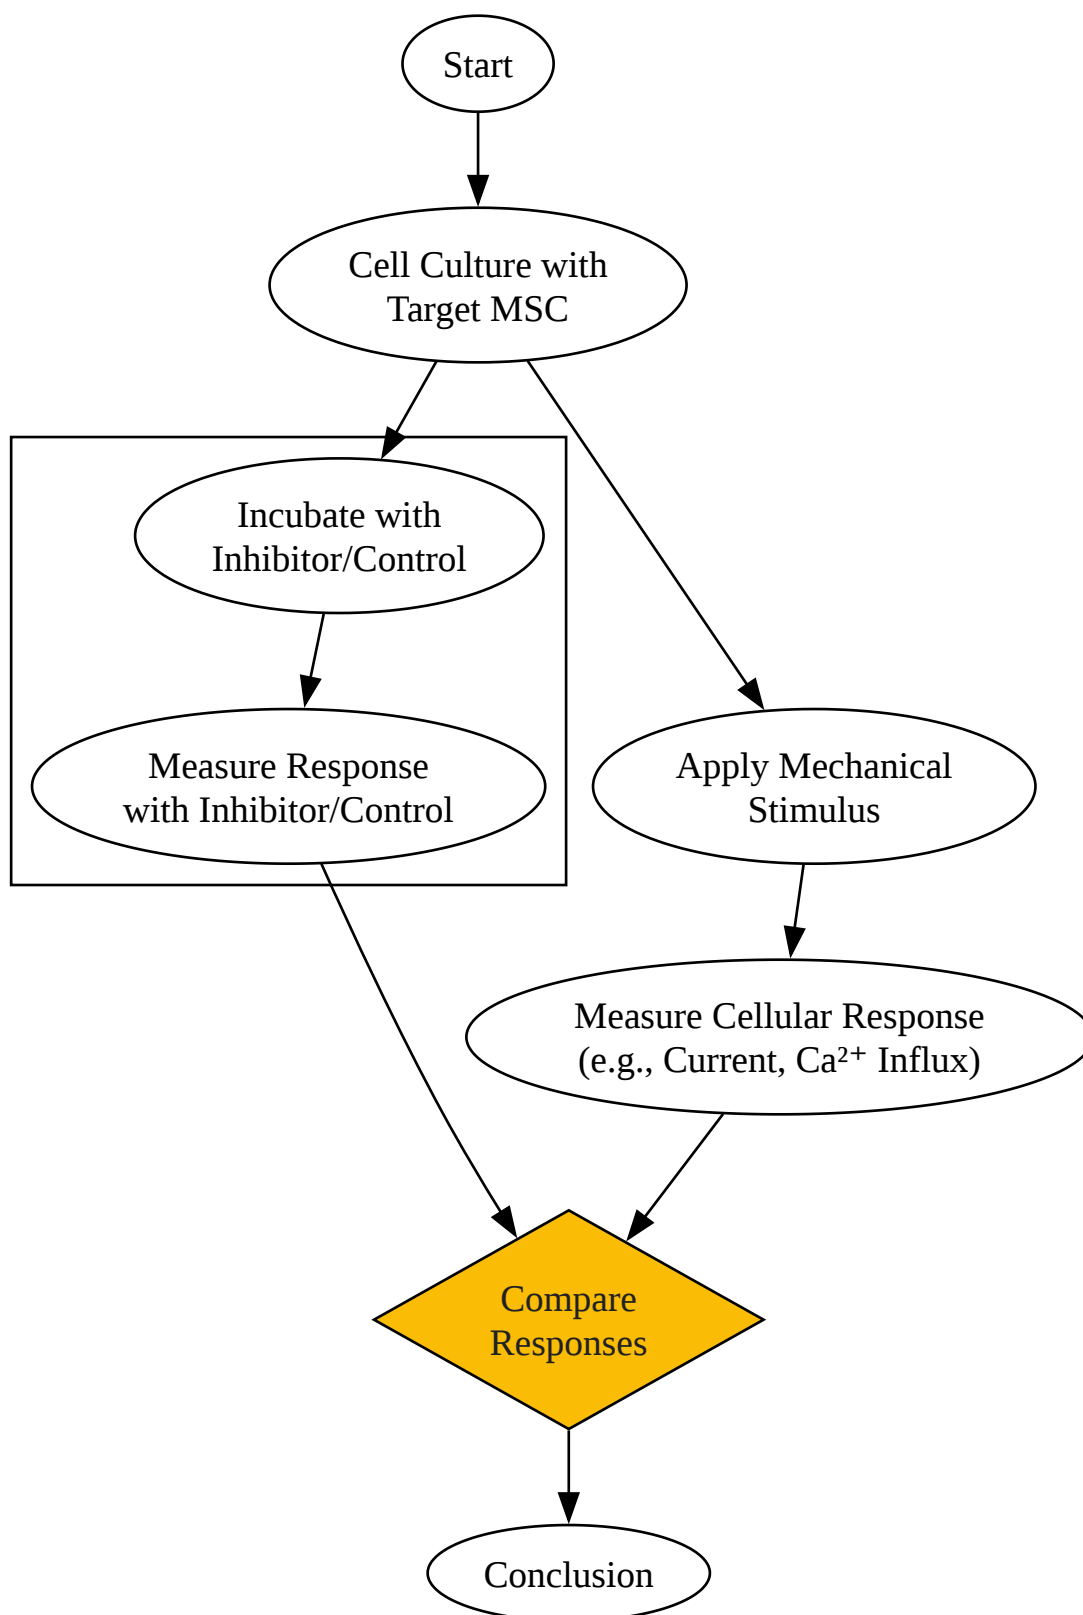 Start
Cell Culture with
Target MSC
Incubate with
Inhibitor/Control
Measure Response
with Inhibitor/Control
Apply Mechanical
Stimulus
Measure Cellular Response
(e.g., Current, Ca²⁺ Influx)
Compare
Responses
Conclusion